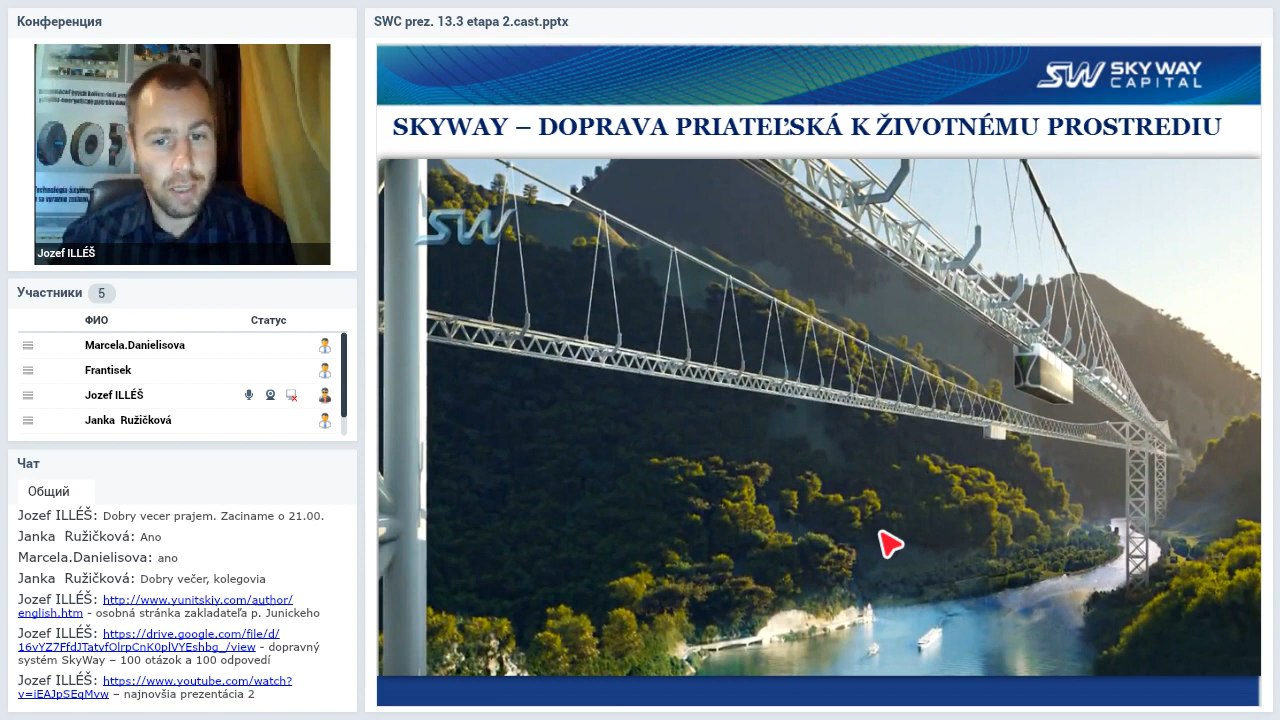 Конференция
Jozef ILLÉŠ
Участники 5
ФИО Статус
Marcela.Danielisova
Frantisek
Jozef ILLÉŠ
Janka Ružičková
Чат
Общий
Jozef ILLÉŠ: Dobry vecer prajem. Zaciname o 21.00.
Janka Ružičková: Ano
Marcela.Danielisova: ano
Janka Ružičková: Dobry večer, kolegovia
Jozef ILLÉŠ: http://www.yunitskiy.com/author/
english.htm - osobná stránka zakladateľa p. Junickeho
Jozef ILLÉŠ: https://drive.google.com/file/d/
16vYZ7FfdJTatvfOlrpCnK0plVYEshbg_/view - dopravný
systém SkyWay – 100 otázok a 100 odpovedí
Jozef ILLÉŠ: https://www.youtube.com/watch?
v=iEAJpSEqMvw – najnovšia prezentácia 2
SWC prez. 13.3 etapa 2.cast.pptx
SW SKY WAY
CAPITAL
SKYWAY – DOPRAVA PRIATEĽSKÁ K ŽIVOTNÉMU PROSTREDIU
SW